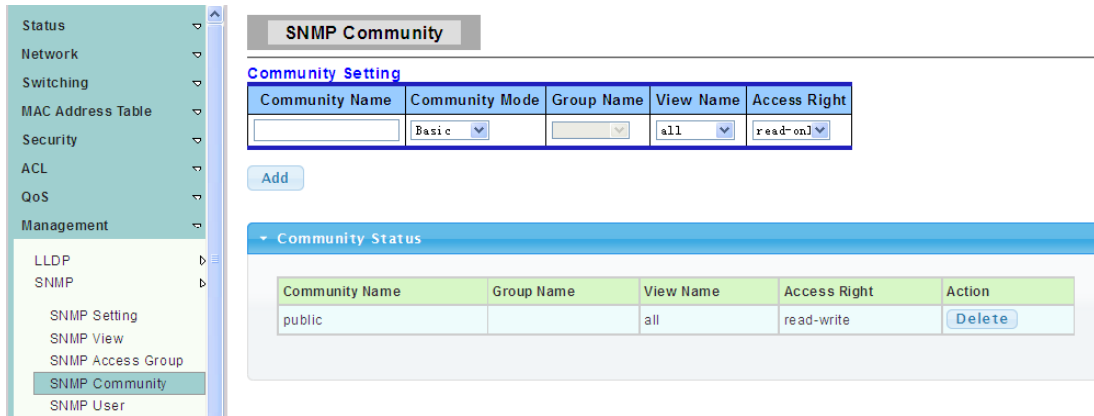 Status
Network
Switching
MAC Address Table
Security
ACL
QoS
Management
LLDP
SNMP
SNMP Setting
SNMP View
SNMP Access Group
SNMP Community
SNMP User
SNMP Community
Community Setting
Community Name Community Mode Group Name View Name Access Right
Basic all read-onl
Add
Community Status
Community Name Group Name View Name Access Right Action
public all read-write Delete